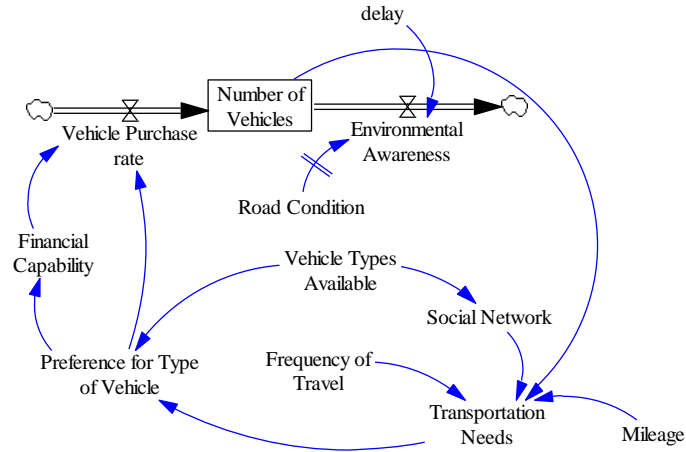 delay
Number of
Vehicles
Vehicle Purchase
rate
Environmental
Awareness
Road Condition
Financial
Capability
Vehicle Types
Available
Social Network
Preference for Type
of Vehicle
Frequency of
Travel
Transportation
Needs
Mileage